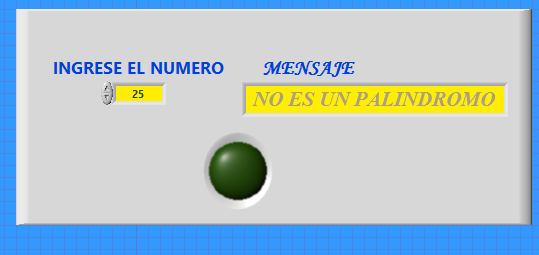 INGRESE EL NUMERO
25
MENSAJE
NO ES UN PALINDROMO